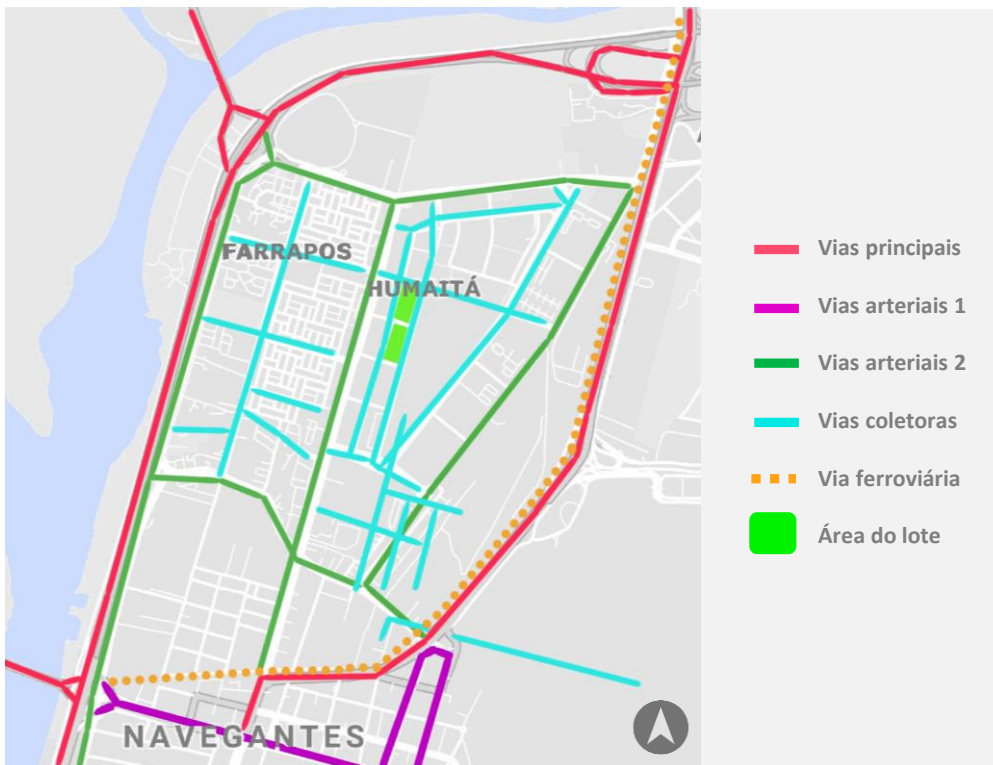 FARRAPOS
HUMAITÁ
NAVEGANTES
Vias principais
Vias arteriais 1
Vias arteriais 2
Vias coletoras
Via ferroviária
Área do lote